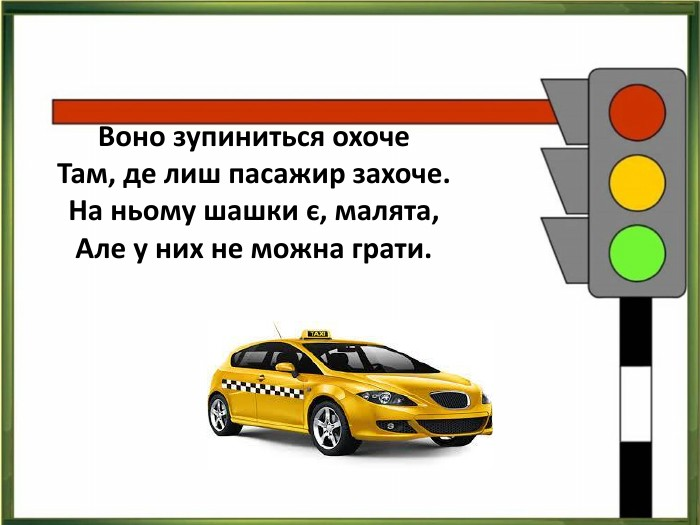 Воно зупиниться охоче
Там, де лиш пасажир захоче.
На ньому шашки є, малята,
Але у них не можна грати.
TAXI